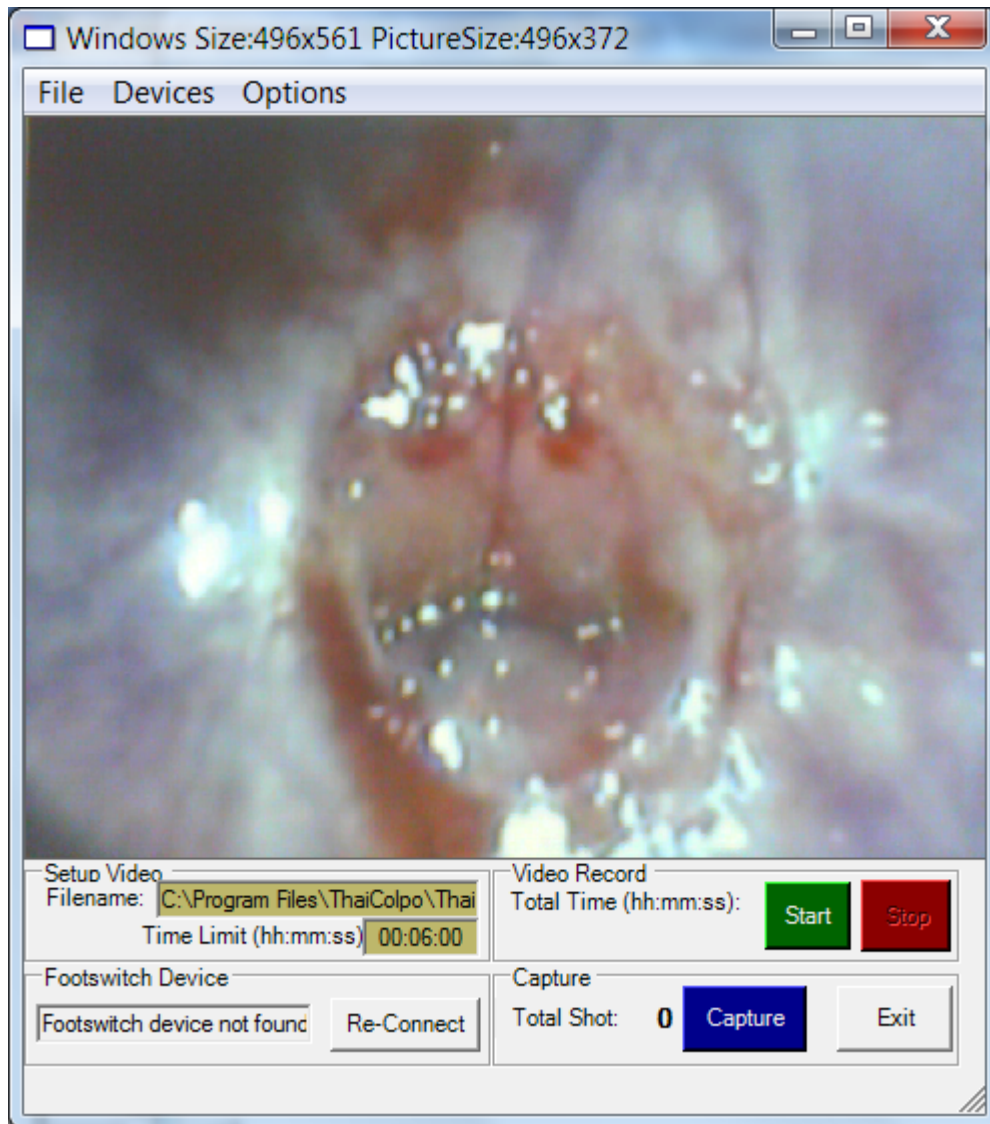 Windows Size:496x561 PictureSize:496x372
File Devices Options
Setup Video
Filename: C:\Program Files\ThaiColpo\Thai
Time Limit (hh:mm:ss) 00:06:00
Video Record
Total Time (hh:mm:ss):
Start Stop
Footswitch Device
Footswitch device not found Re-Connect
Capture
Total Shot: 0 Capture Exit